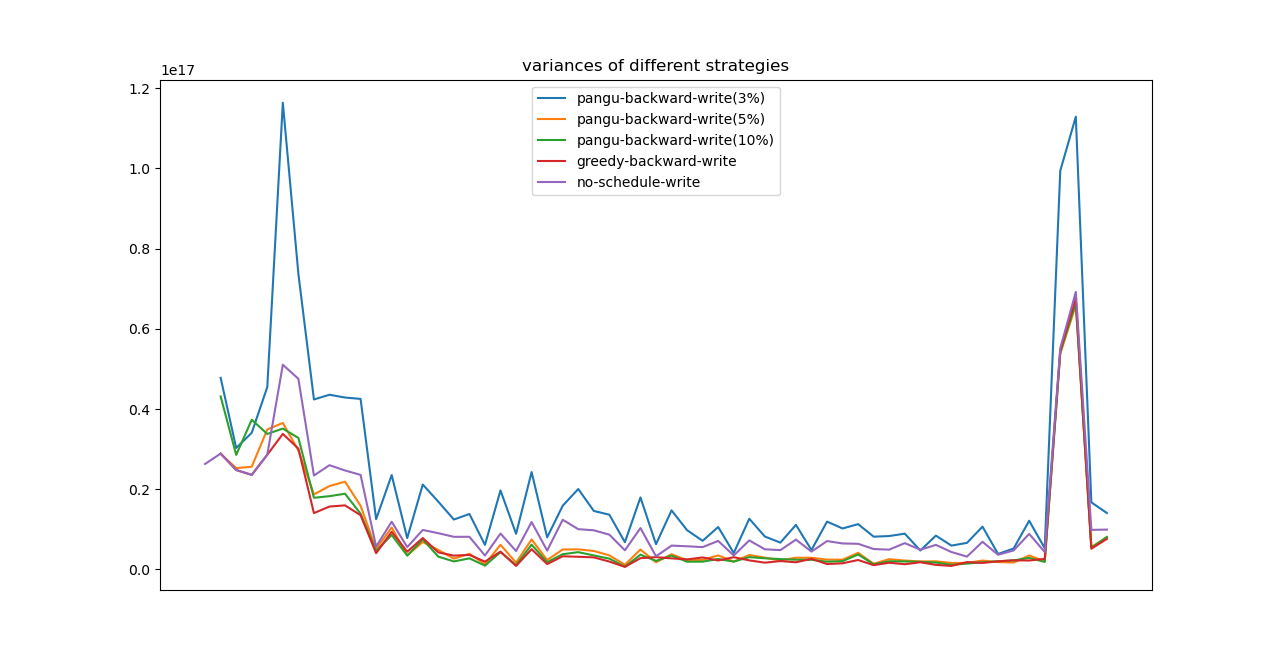 variances of different strategies
1e17
1.2
1.0
0.8
0.6
0.4
0.2
0.0
pangu-backward-write(3%)
pangu-backward-write(5%)
pangu-backward-write(10%)
greedy-backward-write
no-schedule-write